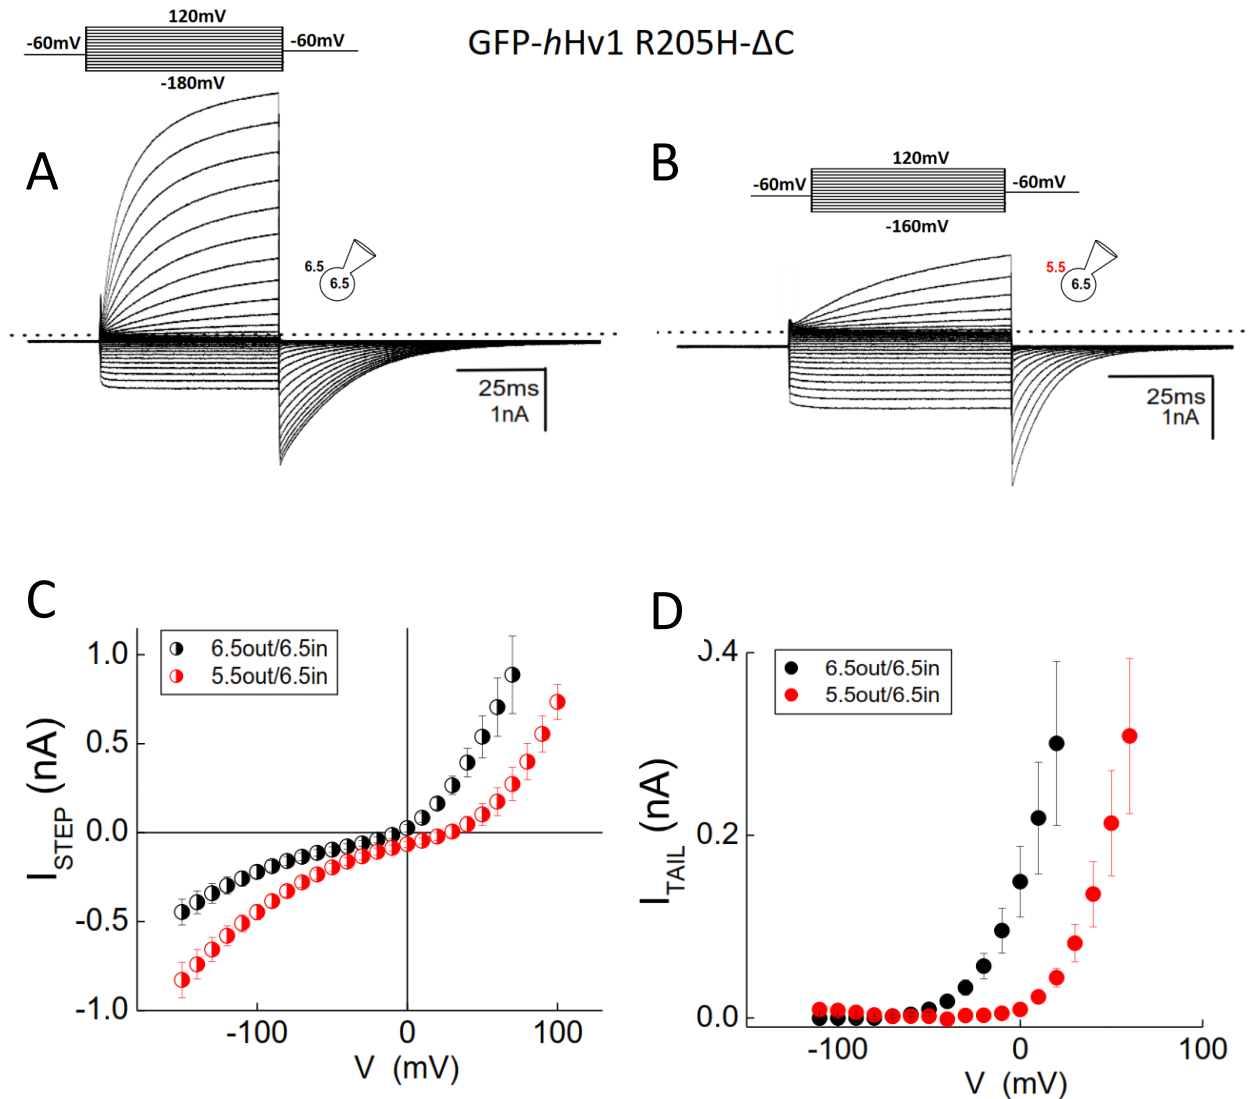 GFP-hHv1 R205H-ΔC
120mV
-60mV
-60mV
-180mV
A
6.5
6.5
25ms
1nA
B
120mV
-60mV
-60mV
-160mV
5.5
6.5
25ms
1nA
C
6.5out/6.5in
5.5out/6.5in
1.0
0.5
0.0
-0.5
-1.0
ISTEP (nA)
-100
0
100
V (mV)
D
6.5out/6.5in
5.5out/6.5in
0.4
0.2
0.0
ITAIL (nA)
-100
0
100
V (mV)